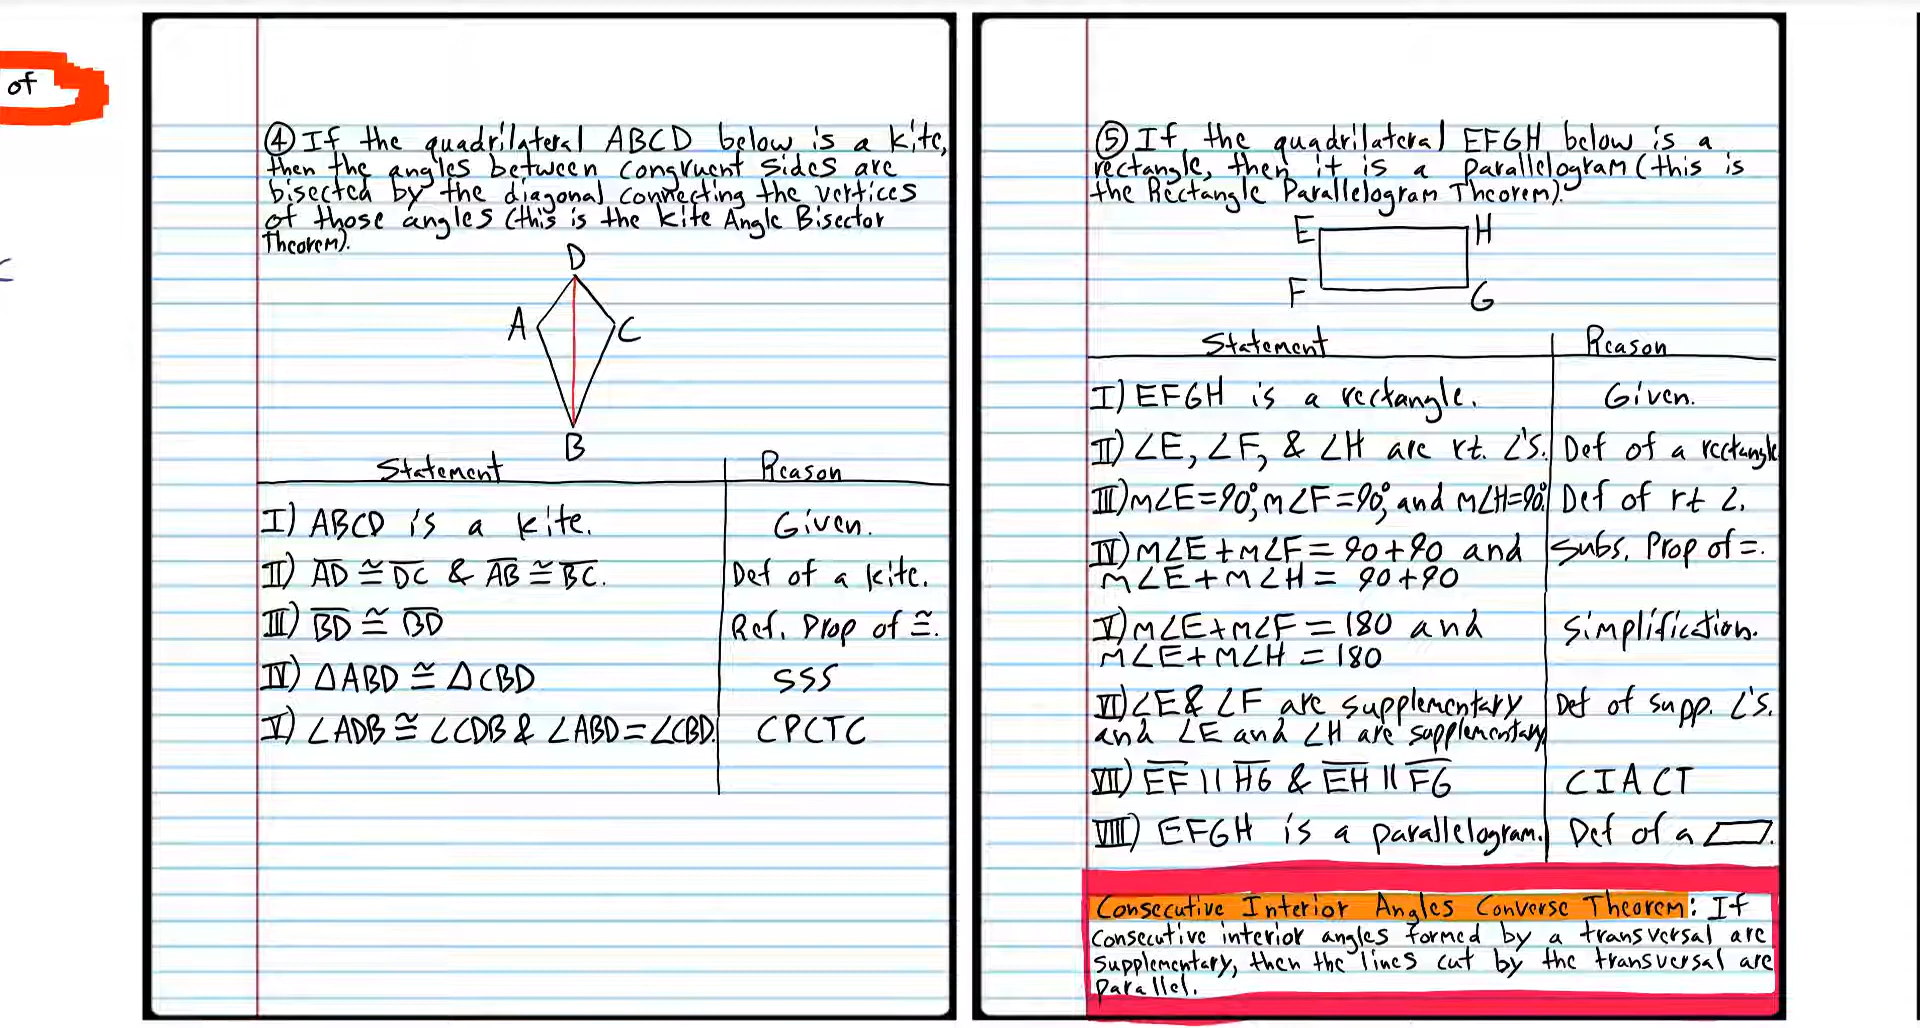 of
④ If the quadrilateral ABCD below is a kite,
then the angles between congruent sides are
bisected by the diagonal connecting the vertices
of those angles (this is the Kite Angle Bisector
Theorem).
D
A
C
B
Statement Reason
I) ABCD is a kite. Given.
II) AD ≅ DC & AB ≅ BC. Def of a kite.
III) BD ≅ BD Ref. Prop of ≅.
IV) △ABD ≅ △CBD SSS
V) ∠ADB ≅ ∠CDB & ∠ABD = ∠CBD. CPCTC
⑤ If the quadrilateral EFGH below is a
rectangle, then it is a parallelogram (this is
the Rectangle Parallelogram Theorem).
E H
F G
Statement Reason
I) EFGH is a rectangle. Given.
II) ∠E, ∠F, & ∠H are rt. ∠'s. Def of a rectangle
III) m∠E=90°, m∠F=90°, and m∠H=90° Def of rt ∠.
IV) m∠E+m∠F = 90+90 and Subs. Prop of =.
m∠E+m∠H = 90+90
V) m∠E+m∠F = 180 and Simplification.
m∠E+m∠H = 180
VI) ∠E & ∠F are supplementary Def of supp. ∠'s.
and ∠E and ∠H are supplementary
VII) EF || HG & EH || FG CIACT
VIII) EFGH is a parallelogram. Def of a ▱.
Consecutive Interior Angles Converse Theorem: If
consecutive interior angles formed by a transversal are
supplementary, then the lines cut by the transversal are
parallel.